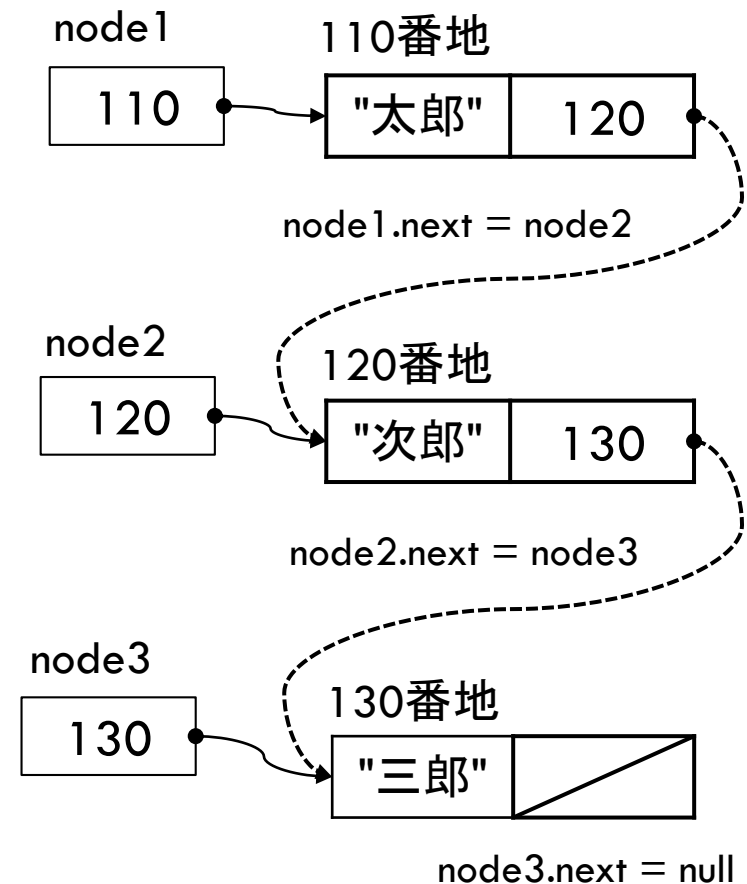 node1
110番地
110
"太郎"
120
node1.next = node2
node2
120番地
120
"次郎"
130
node2.next = node3
node3
130番地
130
"三郎"
node3.next = null